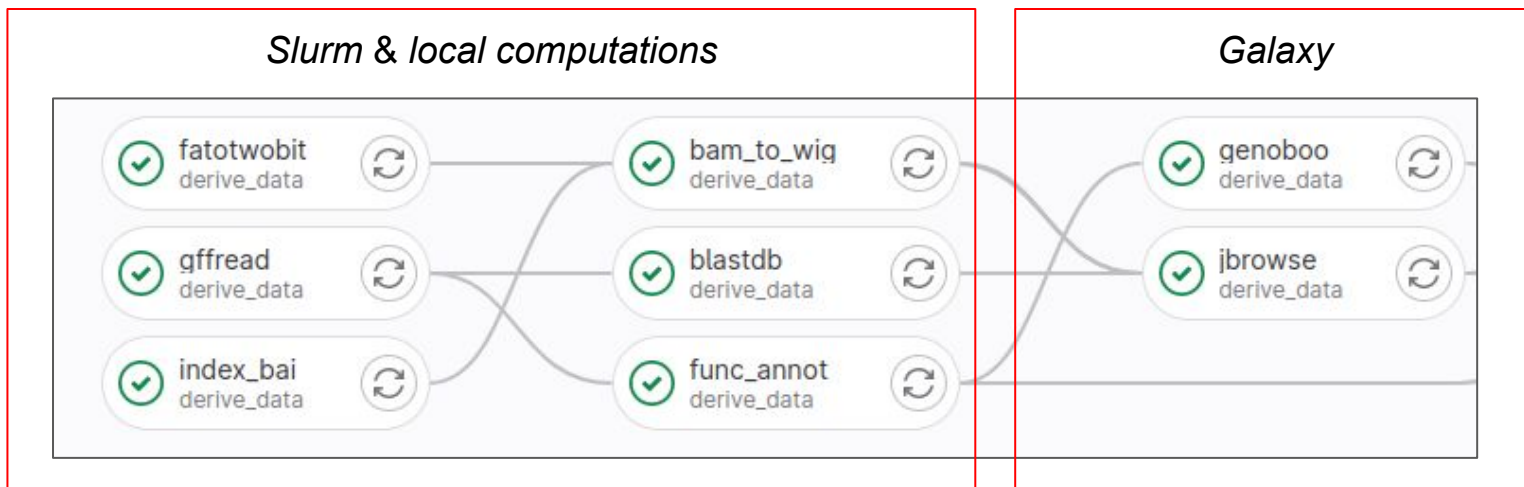 Slurm & local computations
Galaxy
fatotwobit
derive_data
bam_to_wig
derive_data
genoboo
derive_data
gffread
derive_data
blastdb
derive_data
jbrowse
derive_data
index_bai
derive_data
func_annot
derive_data